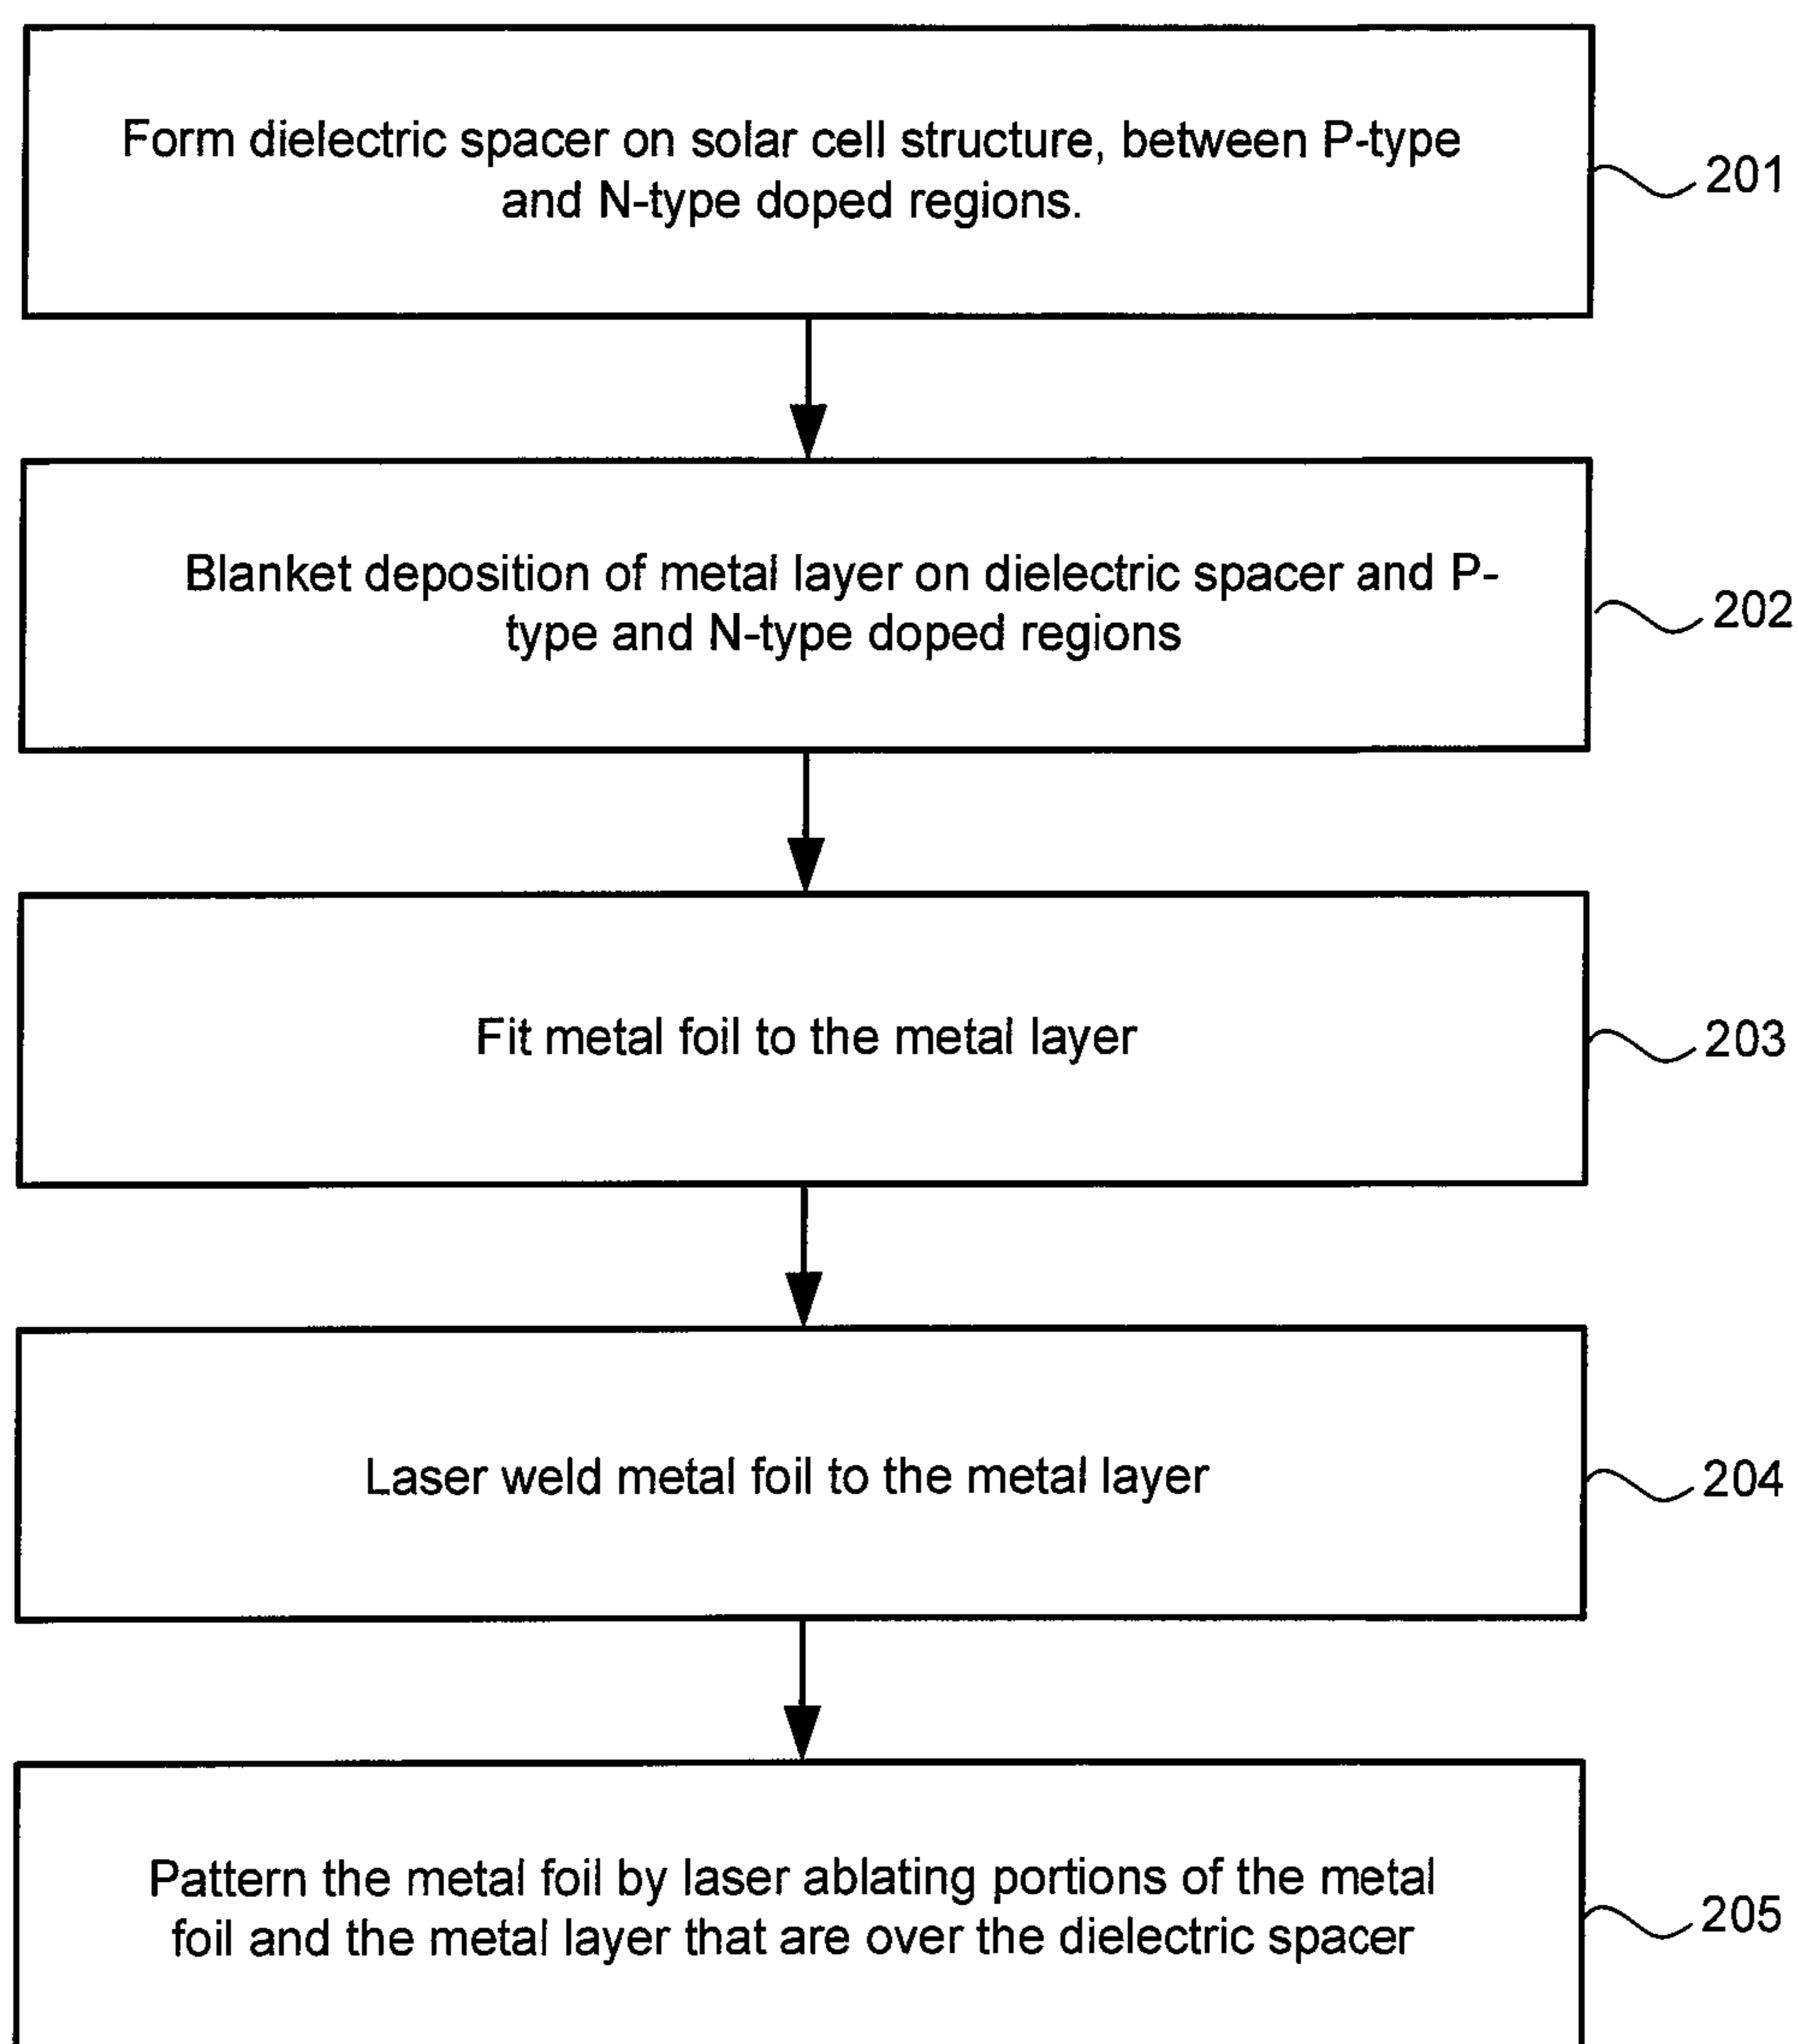 Form dielectric spacer on solar cell structure, between P-type
and N-type doped regions.
201
Blanket deposition of metal layer on dielectric spacer and P-
type and N-type doped regions
202
Fit metal foil to the metal layer
203
Laser weld metal foil to the metal layer
204
Pattern the metal foil by laser ablating portions of the metal
foil and the metal layer that are over the dielectric spacer
205